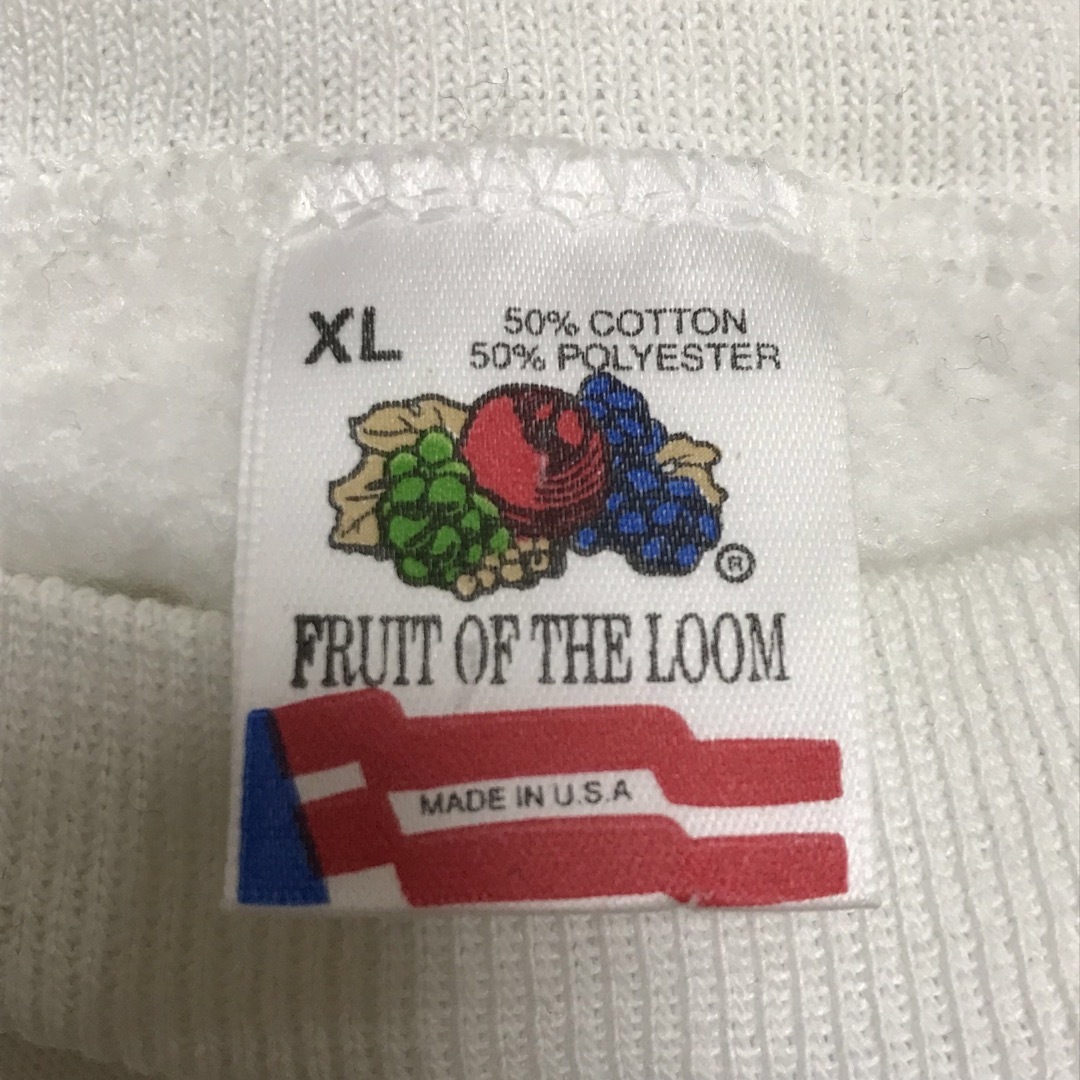 XL
50% COTTON
50% POLYESTER
®
FRUIT OF THE LOOM
MADE IN U.S.A